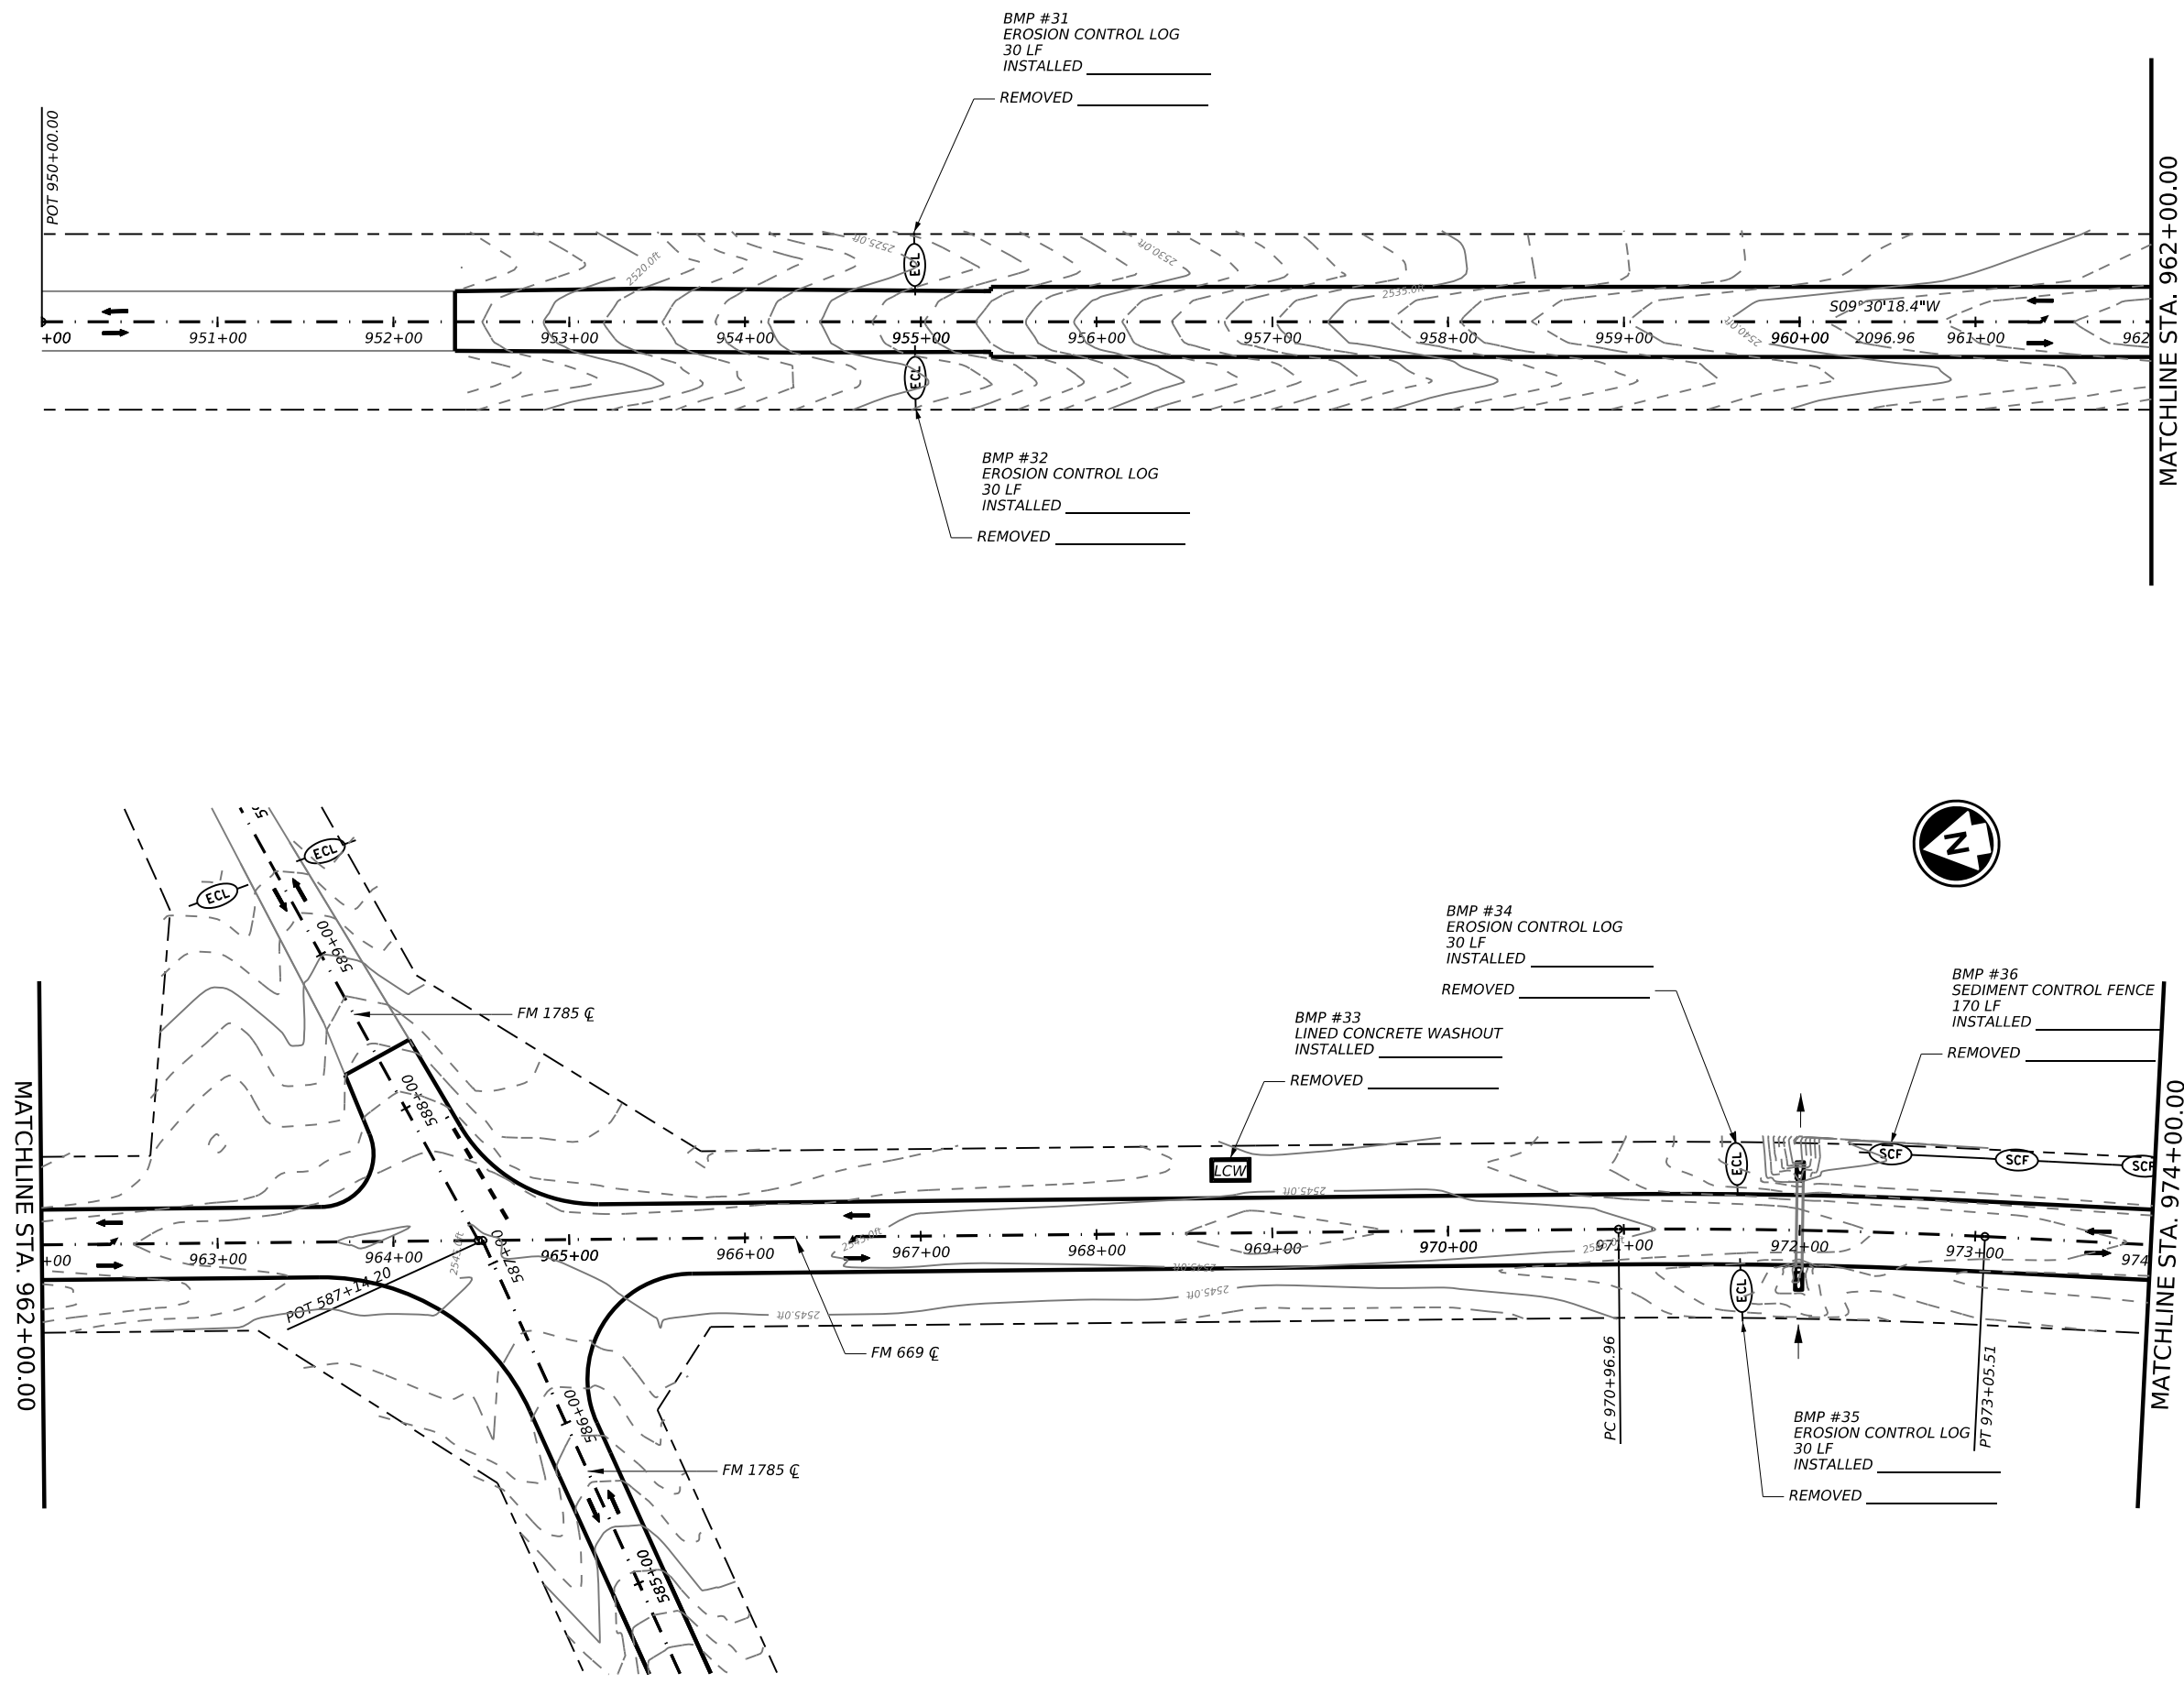 BMP #31
EROSION CONTROL LOG
30 LF
INSTALLED
REMOVED
POT 950+00.00
MATCHLINE STA. 962+00.00
2520.0ft
2525.0ft
2530.0ft
2535.0ft
2540.0ft
ECL
S09°30'18.4"W
+00
951+00
952+00
953+00
954+00
955+00
956+00
957+00
958+00
959+00
960+00
2096.96
961+00
962
ECL
BMP #32
EROSION CONTROL LOG
30 LF
INSTALLED
REMOVED
N
ECL
ECL
589+00
FM 1785 ℄
588+00
BMP #34
EROSION CONTROL LOG
30 LF
INSTALLED
REMOVED
BMP #36
SEDIMENT CONTROL FENCE
170 LF
INSTALLED
REMOVED
BMP #33
LINED CONCRETE WASHOUT
INSTALLED
REMOVED
MATCHLINE STA. 962+00.00
MATCHLINE STA. 974+00.00
LCW
ECL
SCF
SCF
SCF
2545.0ft
2545.0ft
2545.0ft
2545.0ft
2545.0ft
2545.0ft
2545.0ft
+00
963+00
964+00
965+00
966+00
967+00
968+00
969+00
970+00
971+00
972+00
973+00
974
587+00
POT 587+14.20
ECL
FM 669 ℄
PC 970+96.96
PT 973+05.51
586+00
FM 1785 ℄
585+00
BMP #35
EROSION CONTROL LOG
30 LF
INSTALLED
REMOVED